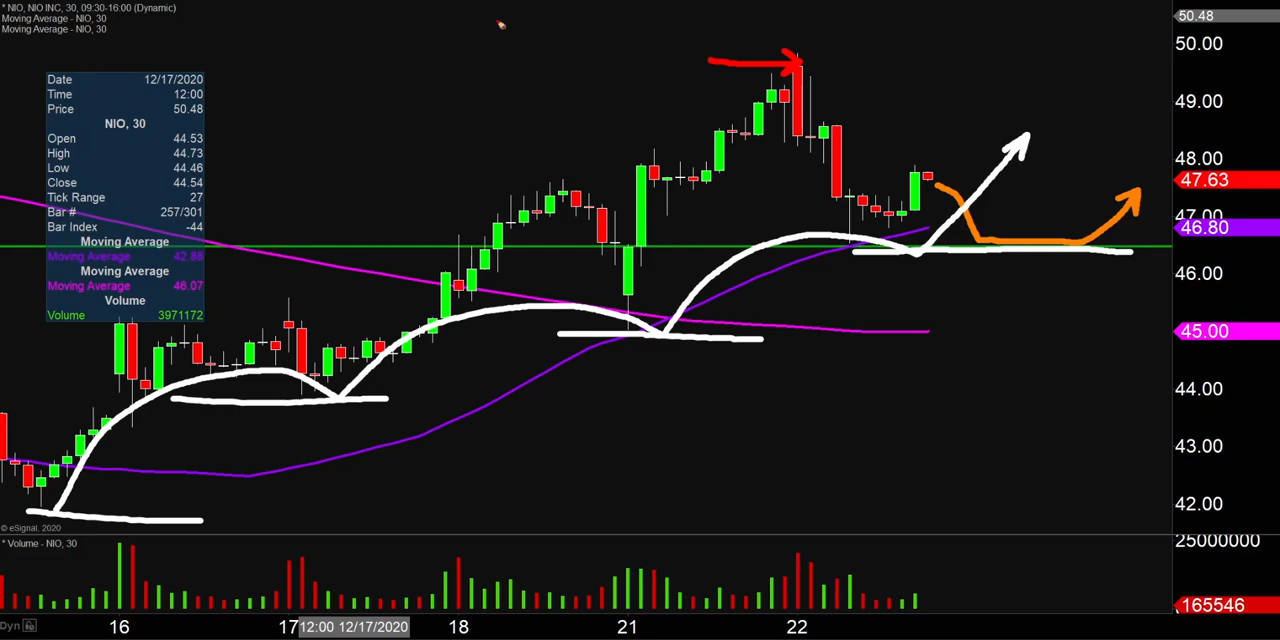 * NIO, NIO INC, 30, 09:30-16:00 (Dynamic)
Moving Average - NIO, 30
Moving Average - NIO, 30
Date 12/17/2020
Time 12:00
Price 50.48
NIO, 30
Open 44.53
High 44.73
Low 44.46
Close 44.54
Tick Range 27
Bar # 257/301
Bar Index -44
Moving Average
Moving Average 42.88
Moving Average
Moving Average 46.07
Volume
Volume 3971172
50.48
50.00
49.00
48.00
47.63
47.00
46.80
46.00
45.00
44.00
43.00
42.00
© eSignal, 2020
* Volume - NIO, 30
25000000
165546
Dyn
16 17 12:00 12/17/2020 18 21 22